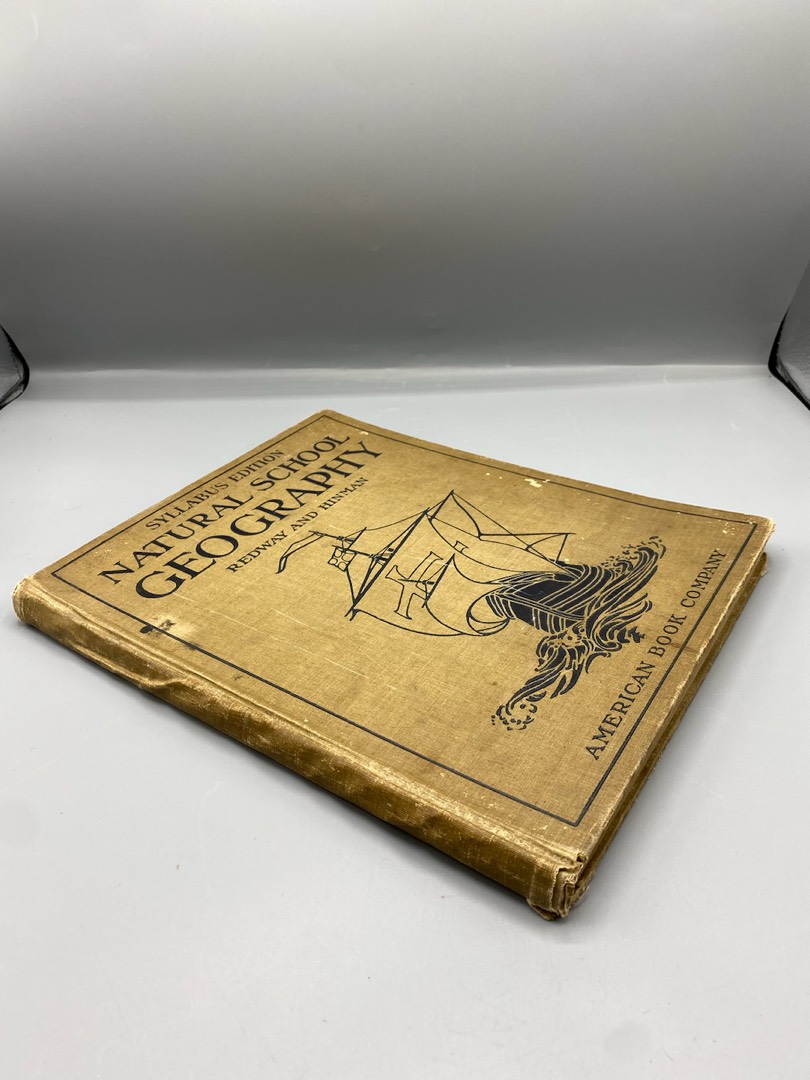 SYLLABUS EDITION
NATURAL SCHOOL
GEOGRAPHY
REDWAY AND HINMAN
AMERICAN BOOK COMPANY